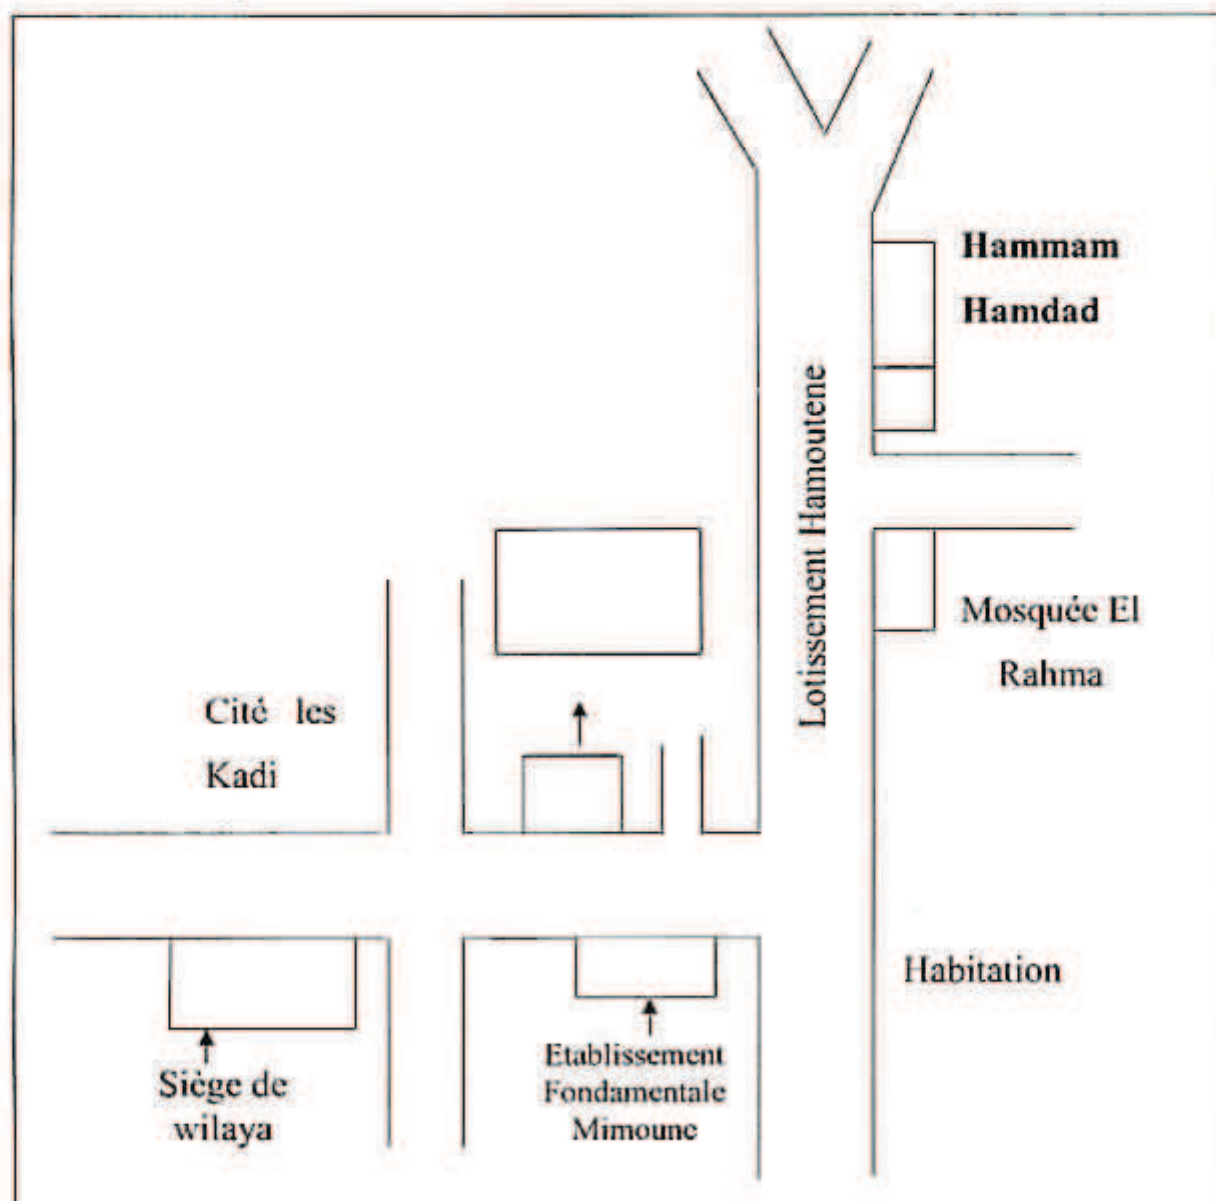 Hammam
Hamdad
Lotissement Hamoutene
Mosquée El
Rahma
Cité les
Kadi
Habitation
Etablissement
Fondamentale
Mimoune
Siège de
wilaya